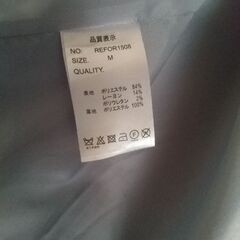 品質表示
NO: REFOR1908
SIZE. M
QUALITY.
表地 ポリエステル 84%
レーヨン 14%
ポリウレタン 2%
裏地 ポリエステル 100%